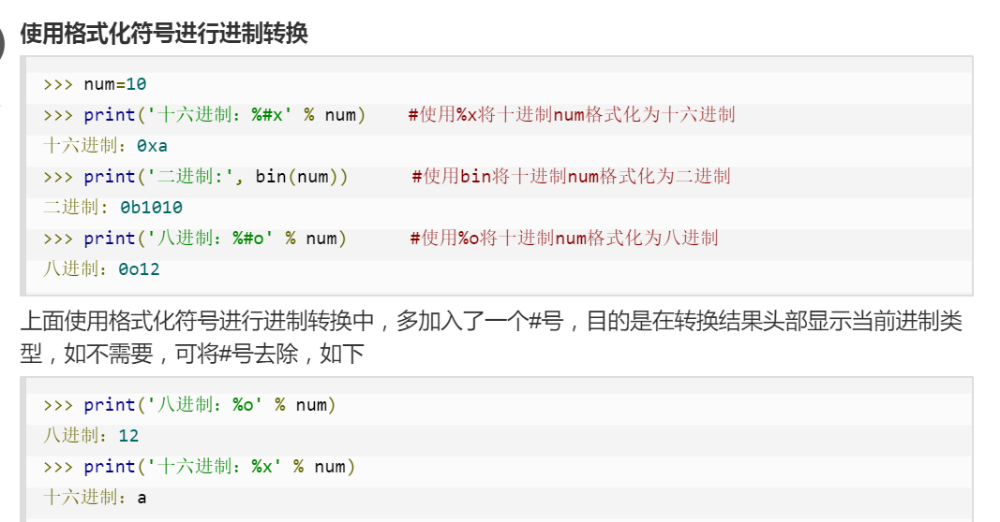 使用格式化符号进行进制转换
>>> num=10
>>> print('十六进制：%#x' % num)    #使用%x将十进制num格式化为十六进制
十六进制：0xa
>>> print('二进制:', bin(num))      #使用bin将十进制num格式化为二进制
二进制: 0b1010
>>> print('八进制：%#o' % num)      #使用%o将十进制num格式化为八进制
八进制：0o12
上面使用格式化符号进行进制转换中，多加入了一个#号，目的是在转换结果头部显示当前进制类
型，如不需要，可将#号去除，如下
>>> print('八进制：%o' % num)
八进制：12
>>> print('十六进制：%x' % num)
十六进制：a